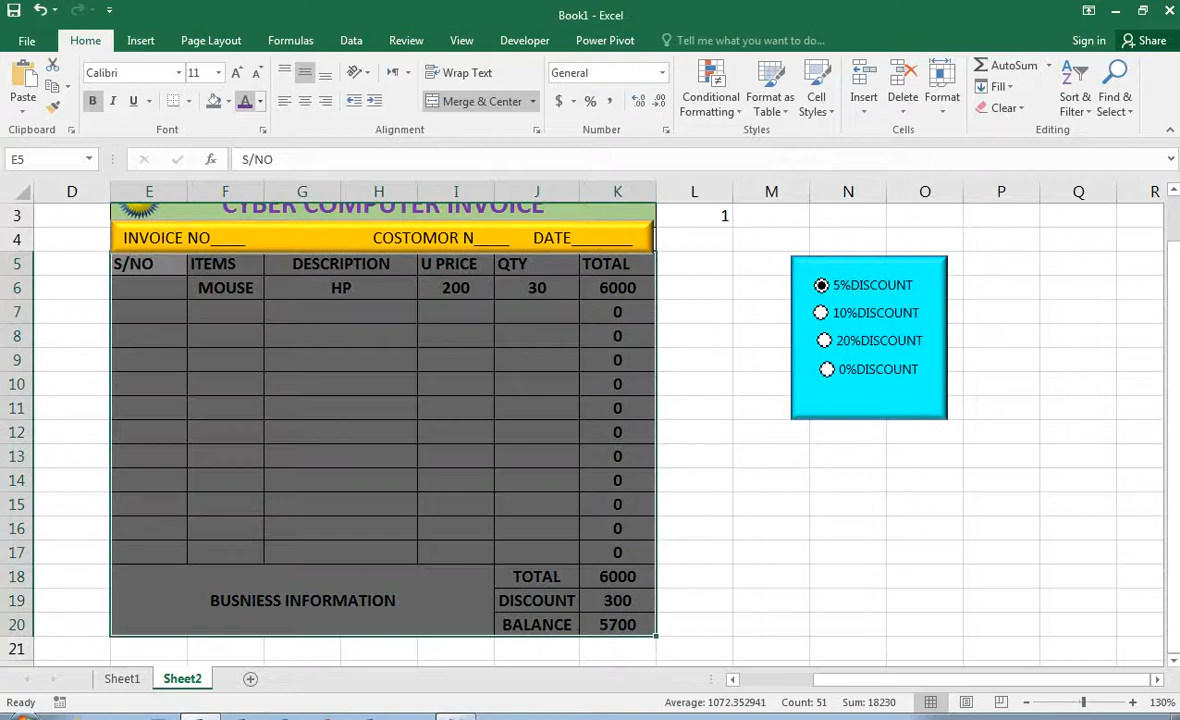 Book1 - Excel
File Home Insert Page Layout Formulas Data Review View Developer Power Pivot Tell me what you want to do... Sign in Share
Calibri 11 Wrap Text General AutoSum
Paste B I U A Merge & Center $ % , Conditional Formatting Format as Table Cell Styles Insert Delete Format Fill Clear Sort & Filter Find & Select
Clipboard Font Alignment Number Styles Cells Editing
E5 fx S/NO
D E F G H I J K L M N O P Q R
3 CYBER COMPUTER INVOICE 1
4 INVOICE NO____ COSTOMOR N____ DATE_______
5 S/NO ITEMS DESCRIPTION U PRICE QTY TOTAL
6 MOUSE HP 200 30 6000 5%DISCOUNT
7 0 10%DISCOUNT
8 0 20%DISCOUNT
9 0 0%DISCOUNT
10 0
11 0
12 0
13 0
14 0
15 0
16 0
17 0
18 TOTAL 6000
19 BUSNIESS INFORMATION DISCOUNT 300
20 BALANCE 5700
21
Sheet1 Sheet2
Ready Average: 1072.352941 Count: 51 Sum: 18230 130%